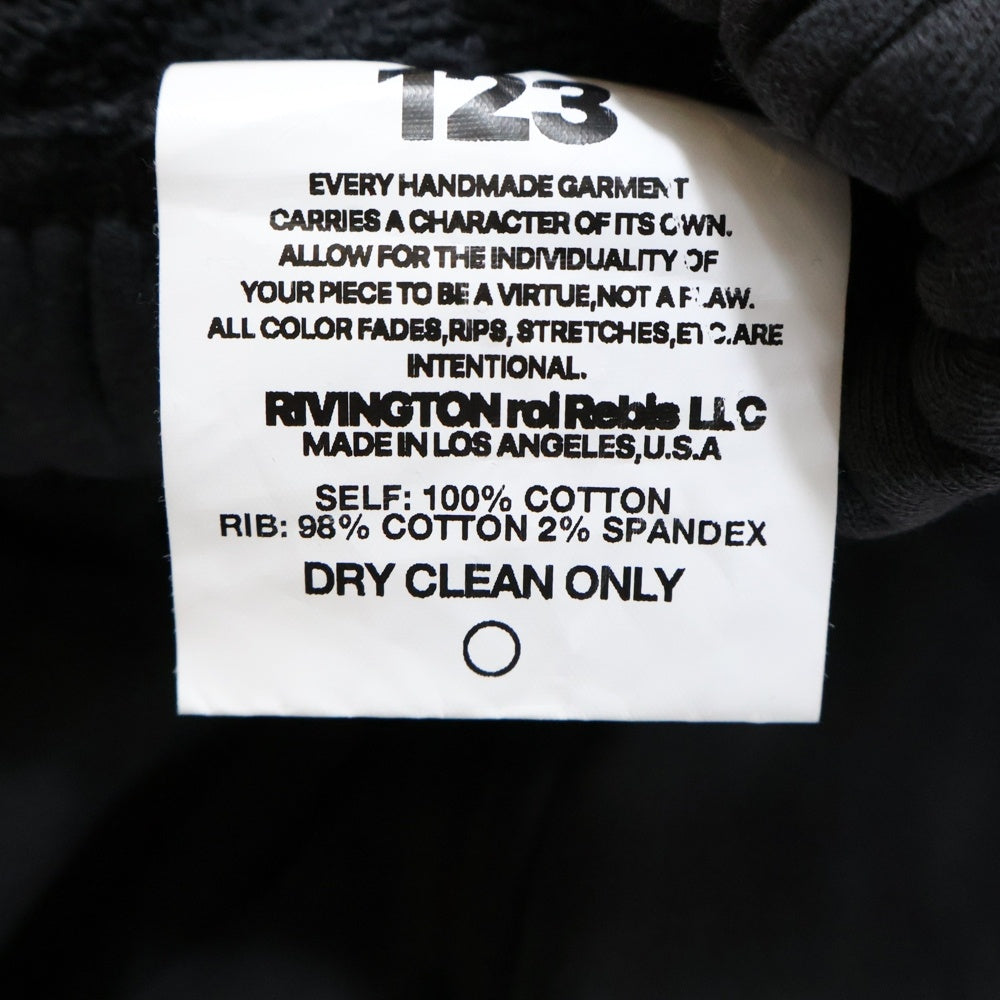 123
EVERY HANDMADE GARMENT
CARRIES A CHARACTER OF ITS OWN.
ALLOW FOR THE INDIVIDUALITY OF
YOUR PIECE TO BE A VIRTUE,NOT A FLAW.
ALL COLOR FADES,RIPS, STRETCHES,ETC.ARE
INTENTIONAL.
RIVINGTON roi Rebis LLC
MADE IN LOS ANGELES,U.S.A
SELF: 100% COTTON
RIB: 98% COTTON 2% SPANDEX
DRY CLEAN ONLY